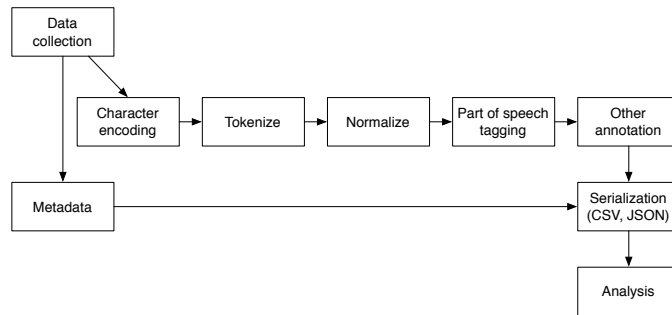 Data
collection
Character
encoding
Tokenize
Normalize
Part of speech
tagging
Other
annotation
Metadata
Serialization
(CSV, JSON)
Analysis